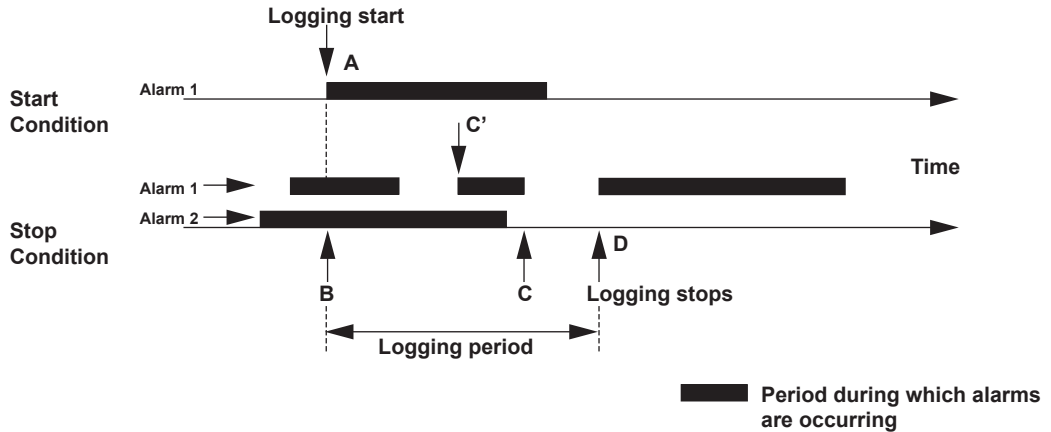 Logging start
A
Alarm 1
Start
Condition
C’
Time
Alarm 1
Alarm 2
Stop
Condition
D
B
C
Logging stops
Logging period
Period during which alarms
are occurring